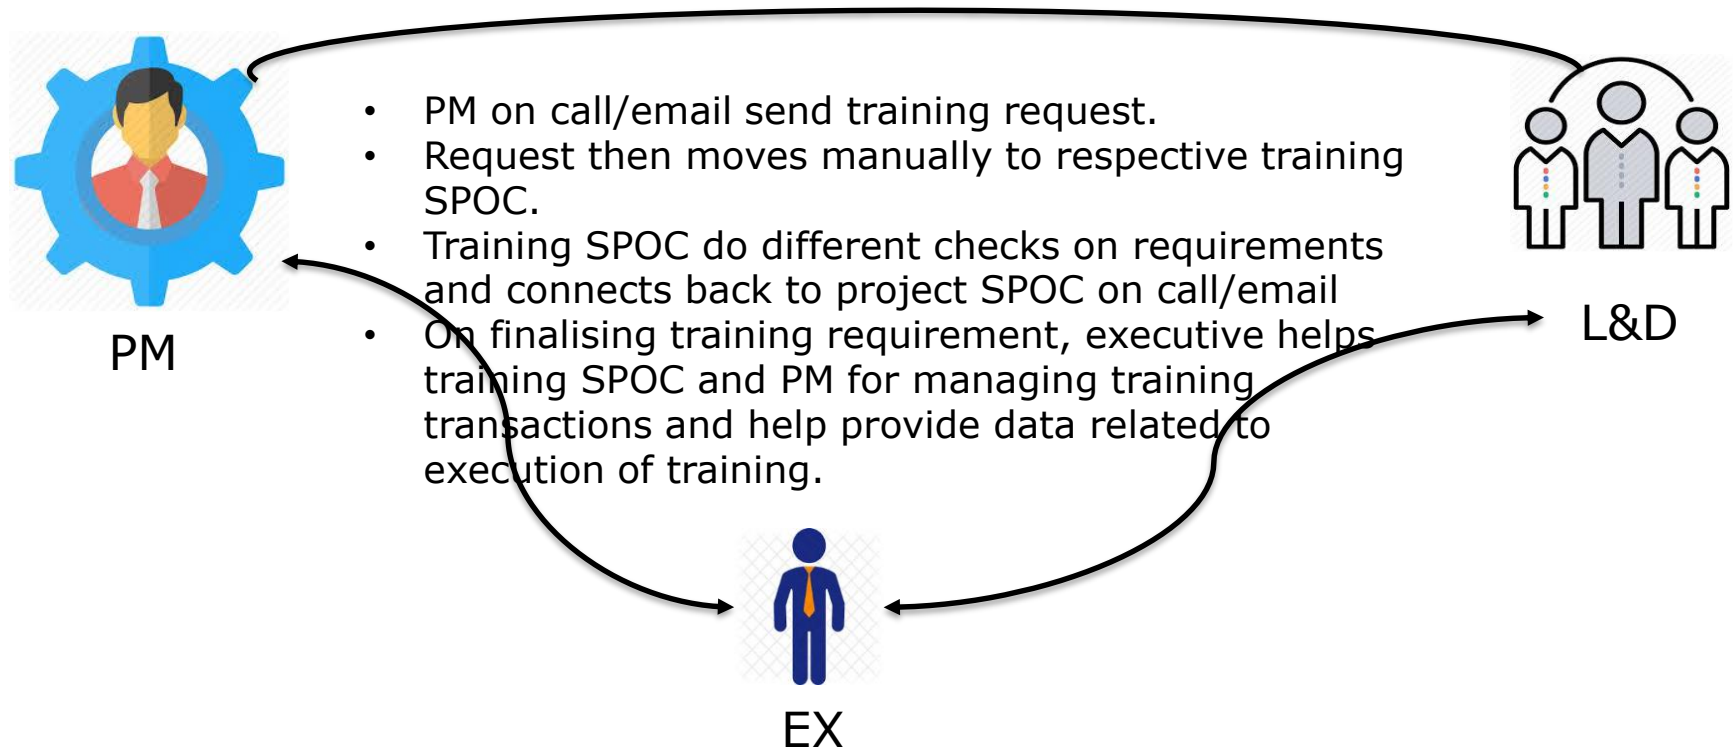 • PM on call/email send training request.
• Request then moves manually to respective training
SPOC.
• Training SPOC do different checks on requirements
and connects back to project SPOC on call/email
• On finalising training requirement, executive helps
training SPOC and PM for managing training
transactions and help provide data related to
execution of training.
PM
L&D
EX